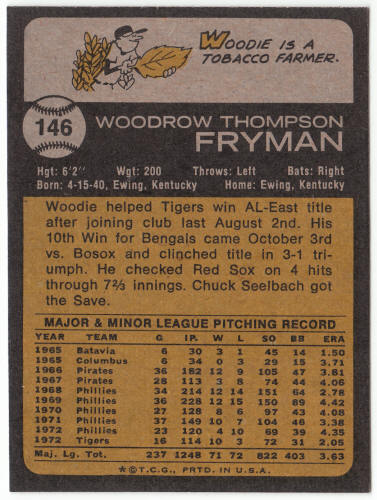 WOODIE IS A
TOBACCO FARMER.
146
WOODROW THOMPSON
FRYMAN
Hgt: 6'2" Wgt: 200 Throws: Left Bats: Right
Born: 4-15-40, Ewing, Kentucky Home: Ewing, Kentucky
Woodie helped Tigers win AL-East title
after joining club last August 2nd. His
10th Win for Bengals came October 3rd
vs. Bosox and clinched title in 3-1 tri-
umph. He checked Red Sox on 4 hits
through 7⅔ innings. Chuck Seelbach
got the Save.
MAJOR & MINOR LEAGUE PITCHING RECORD
YEAR TEAM G IP. W L SO BB ERA
1965 Batavia 6 30 3 1 45 14 1.50
1965 Columbus 6 34 0 3 29 15 3.71
1966 Pirates 36 182 12 9 105 47 3.81
1967 Pirates 28 113 3 8 74 44 4.06
1968 Phillies 34 214 12 14 151 64 2.78
1969 Phillies 36 228 12 15 150 89 4.42
1970 Phillies 27 128 8 6 97 43 4.08
1971 Phillies 37 149 10 7 104 46 3.38
1972 Phillies 23 120 4 10 69 39 4.35
1972 Tigers 16 114 10 3 72 31 2.05
Maj. Lg. Tot. 237 1248 71 72 822 403 3.63
*©T.C.G., PRTD. IN U.S.A.